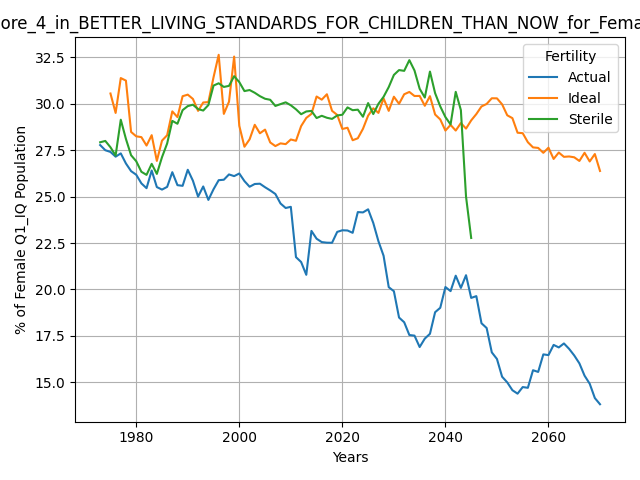 ore_4_in_BETTER_LIVING_STANDARDS_FOR_CHILDREN_THAN_NOW_for_Fema
Fertility
Actual
Ideal
Sterile
% of Female Q1_IQ Population
32.5
30.0
27.5
25.0
22.5
20.0
17.5
15.0
1980
2000
2020
2040
2060
Years